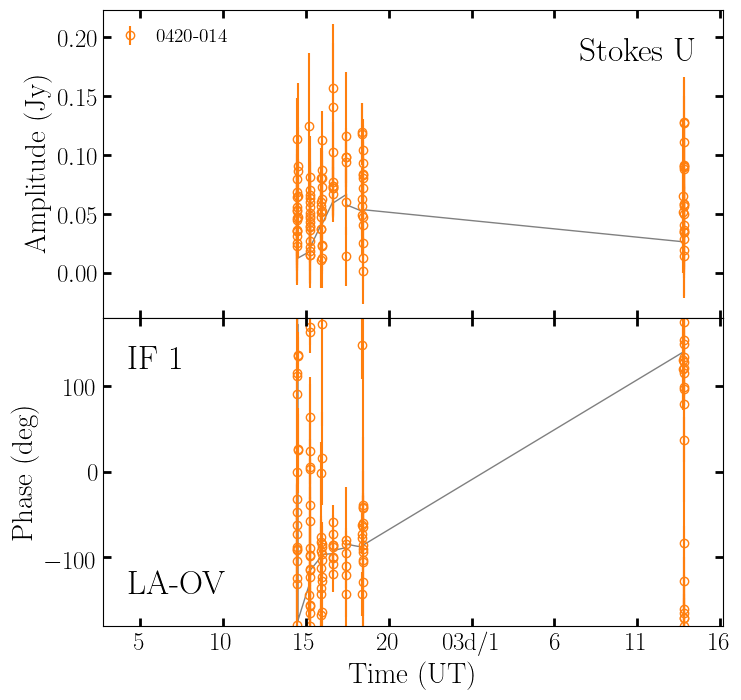 0420-014
Stokes U
0.20
0.15
0.10
0.05
0.00
Amplitude (Jy)
IF 1
100
0
−100
Phase (deg)
LA-OV
5 10 15 20 03d/1 6 11 16
Time (UT)